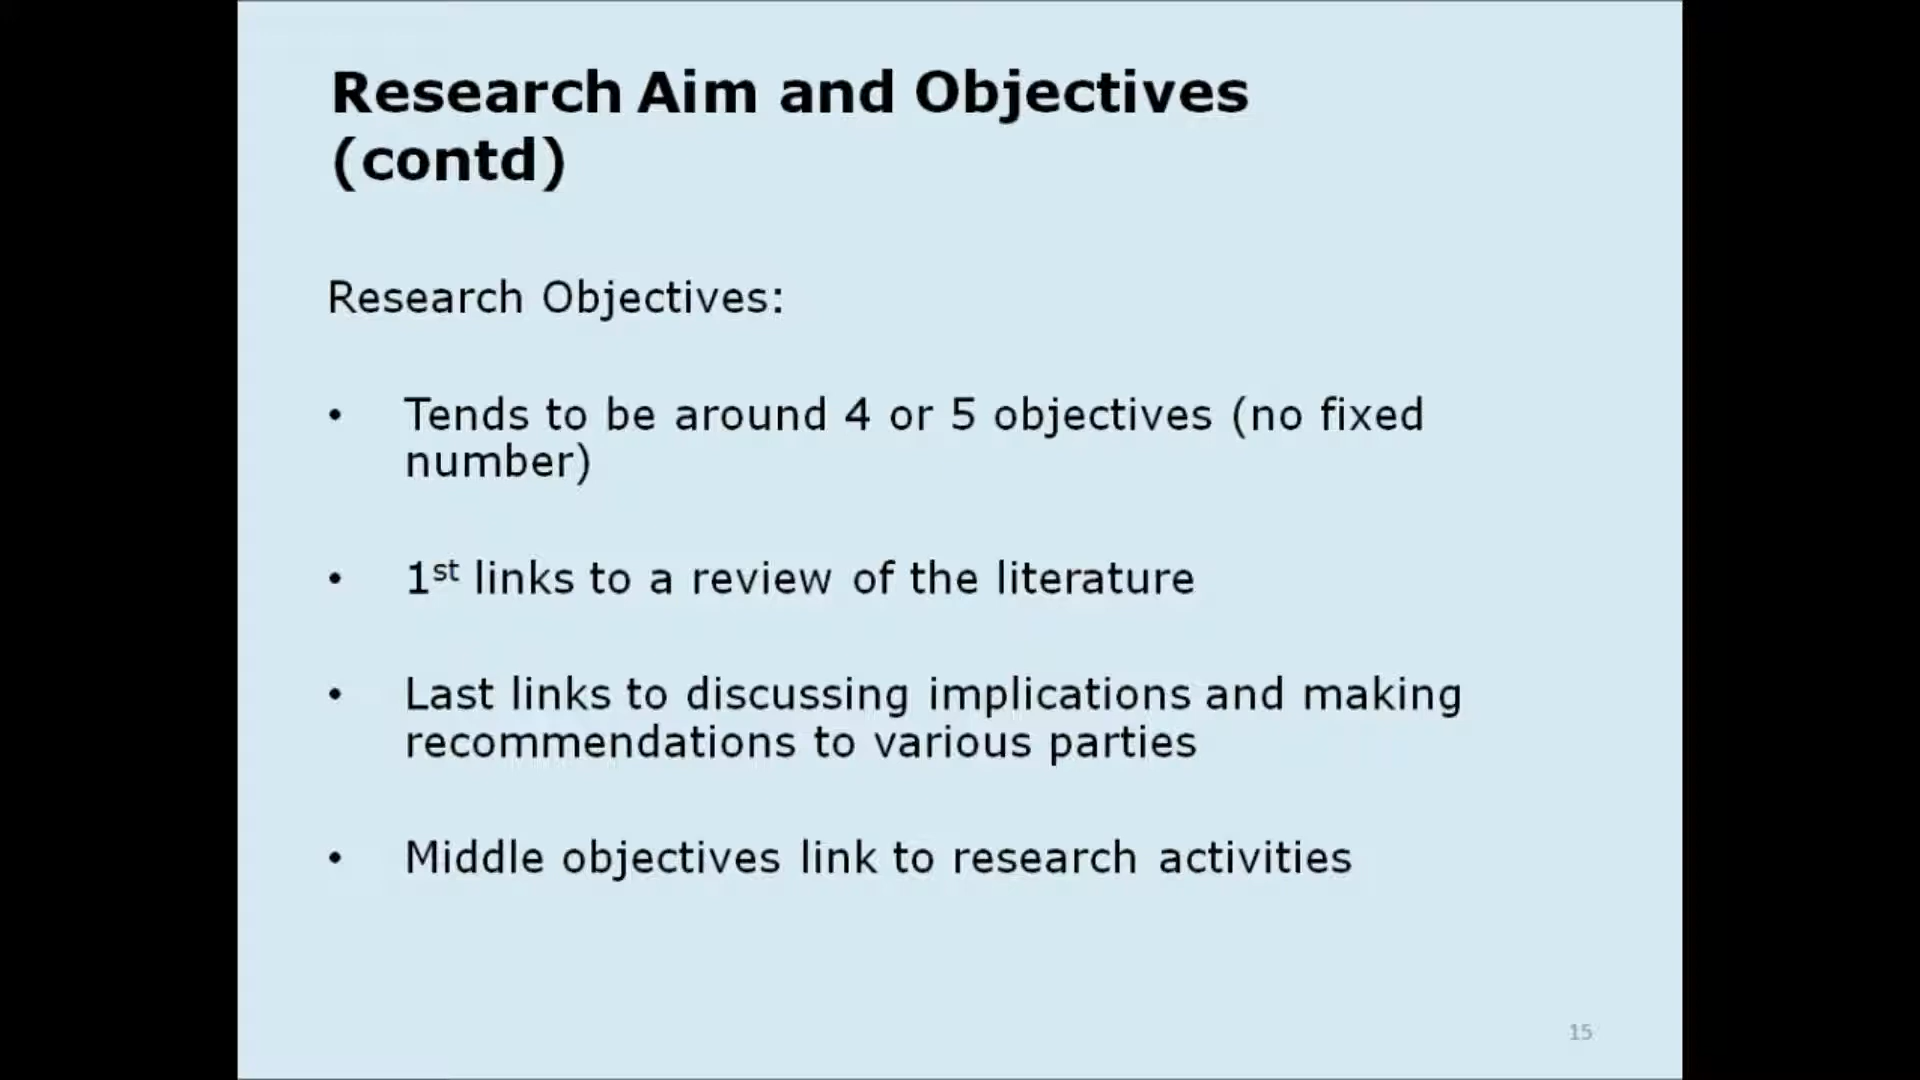 Research Aim and Objectives
(contd)
Research Objectives:
• Tends to be around 4 or 5 objectives (no fixed
number)
• 1st links to a review of the literature
• Last links to discussing implications and making
recommendations to various parties
• Middle objectives link to research activities
15